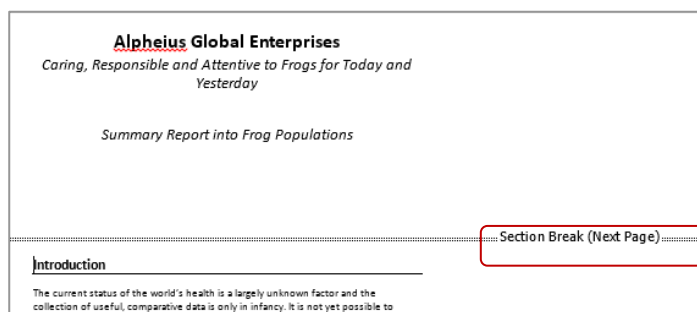 Alpheius Global Enterprises
Caring, Responsible and Attentive to Frogs for Today and
Yesterday
Summary Report into Frog Populations
Section Break (Next Page)
Introduction
The current status of the world's health is a largely unknown factor and the
collection of useful, comparative data is only in infancy. It is not yet possible to